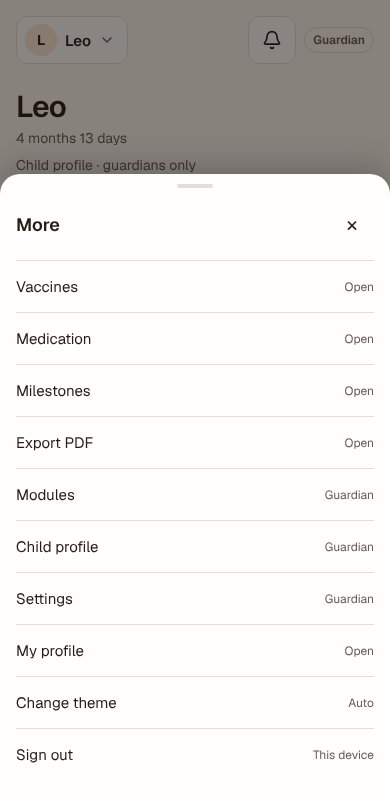 L Leo Guardian
Leo
4 months 13 days
Child profile · guardians only
More
Vaccines Open
Medication Open
Milestones Open
Export PDF Open
Modules Guardian
Child profile Guardian
Settings Guardian
My profile Open
Change theme Auto
Sign out This device